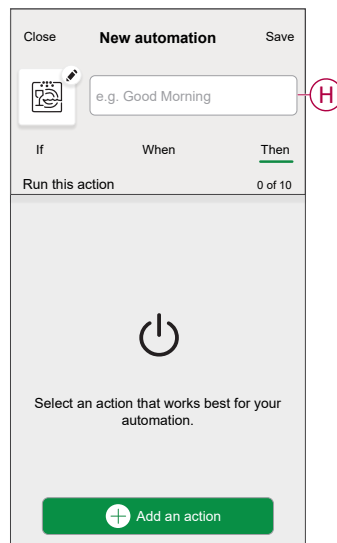 Close New automation Save
e.g. Good Morning
H
If When Then
Run this action 0 of 10
Select an action that works best for your
automation.
Add an action